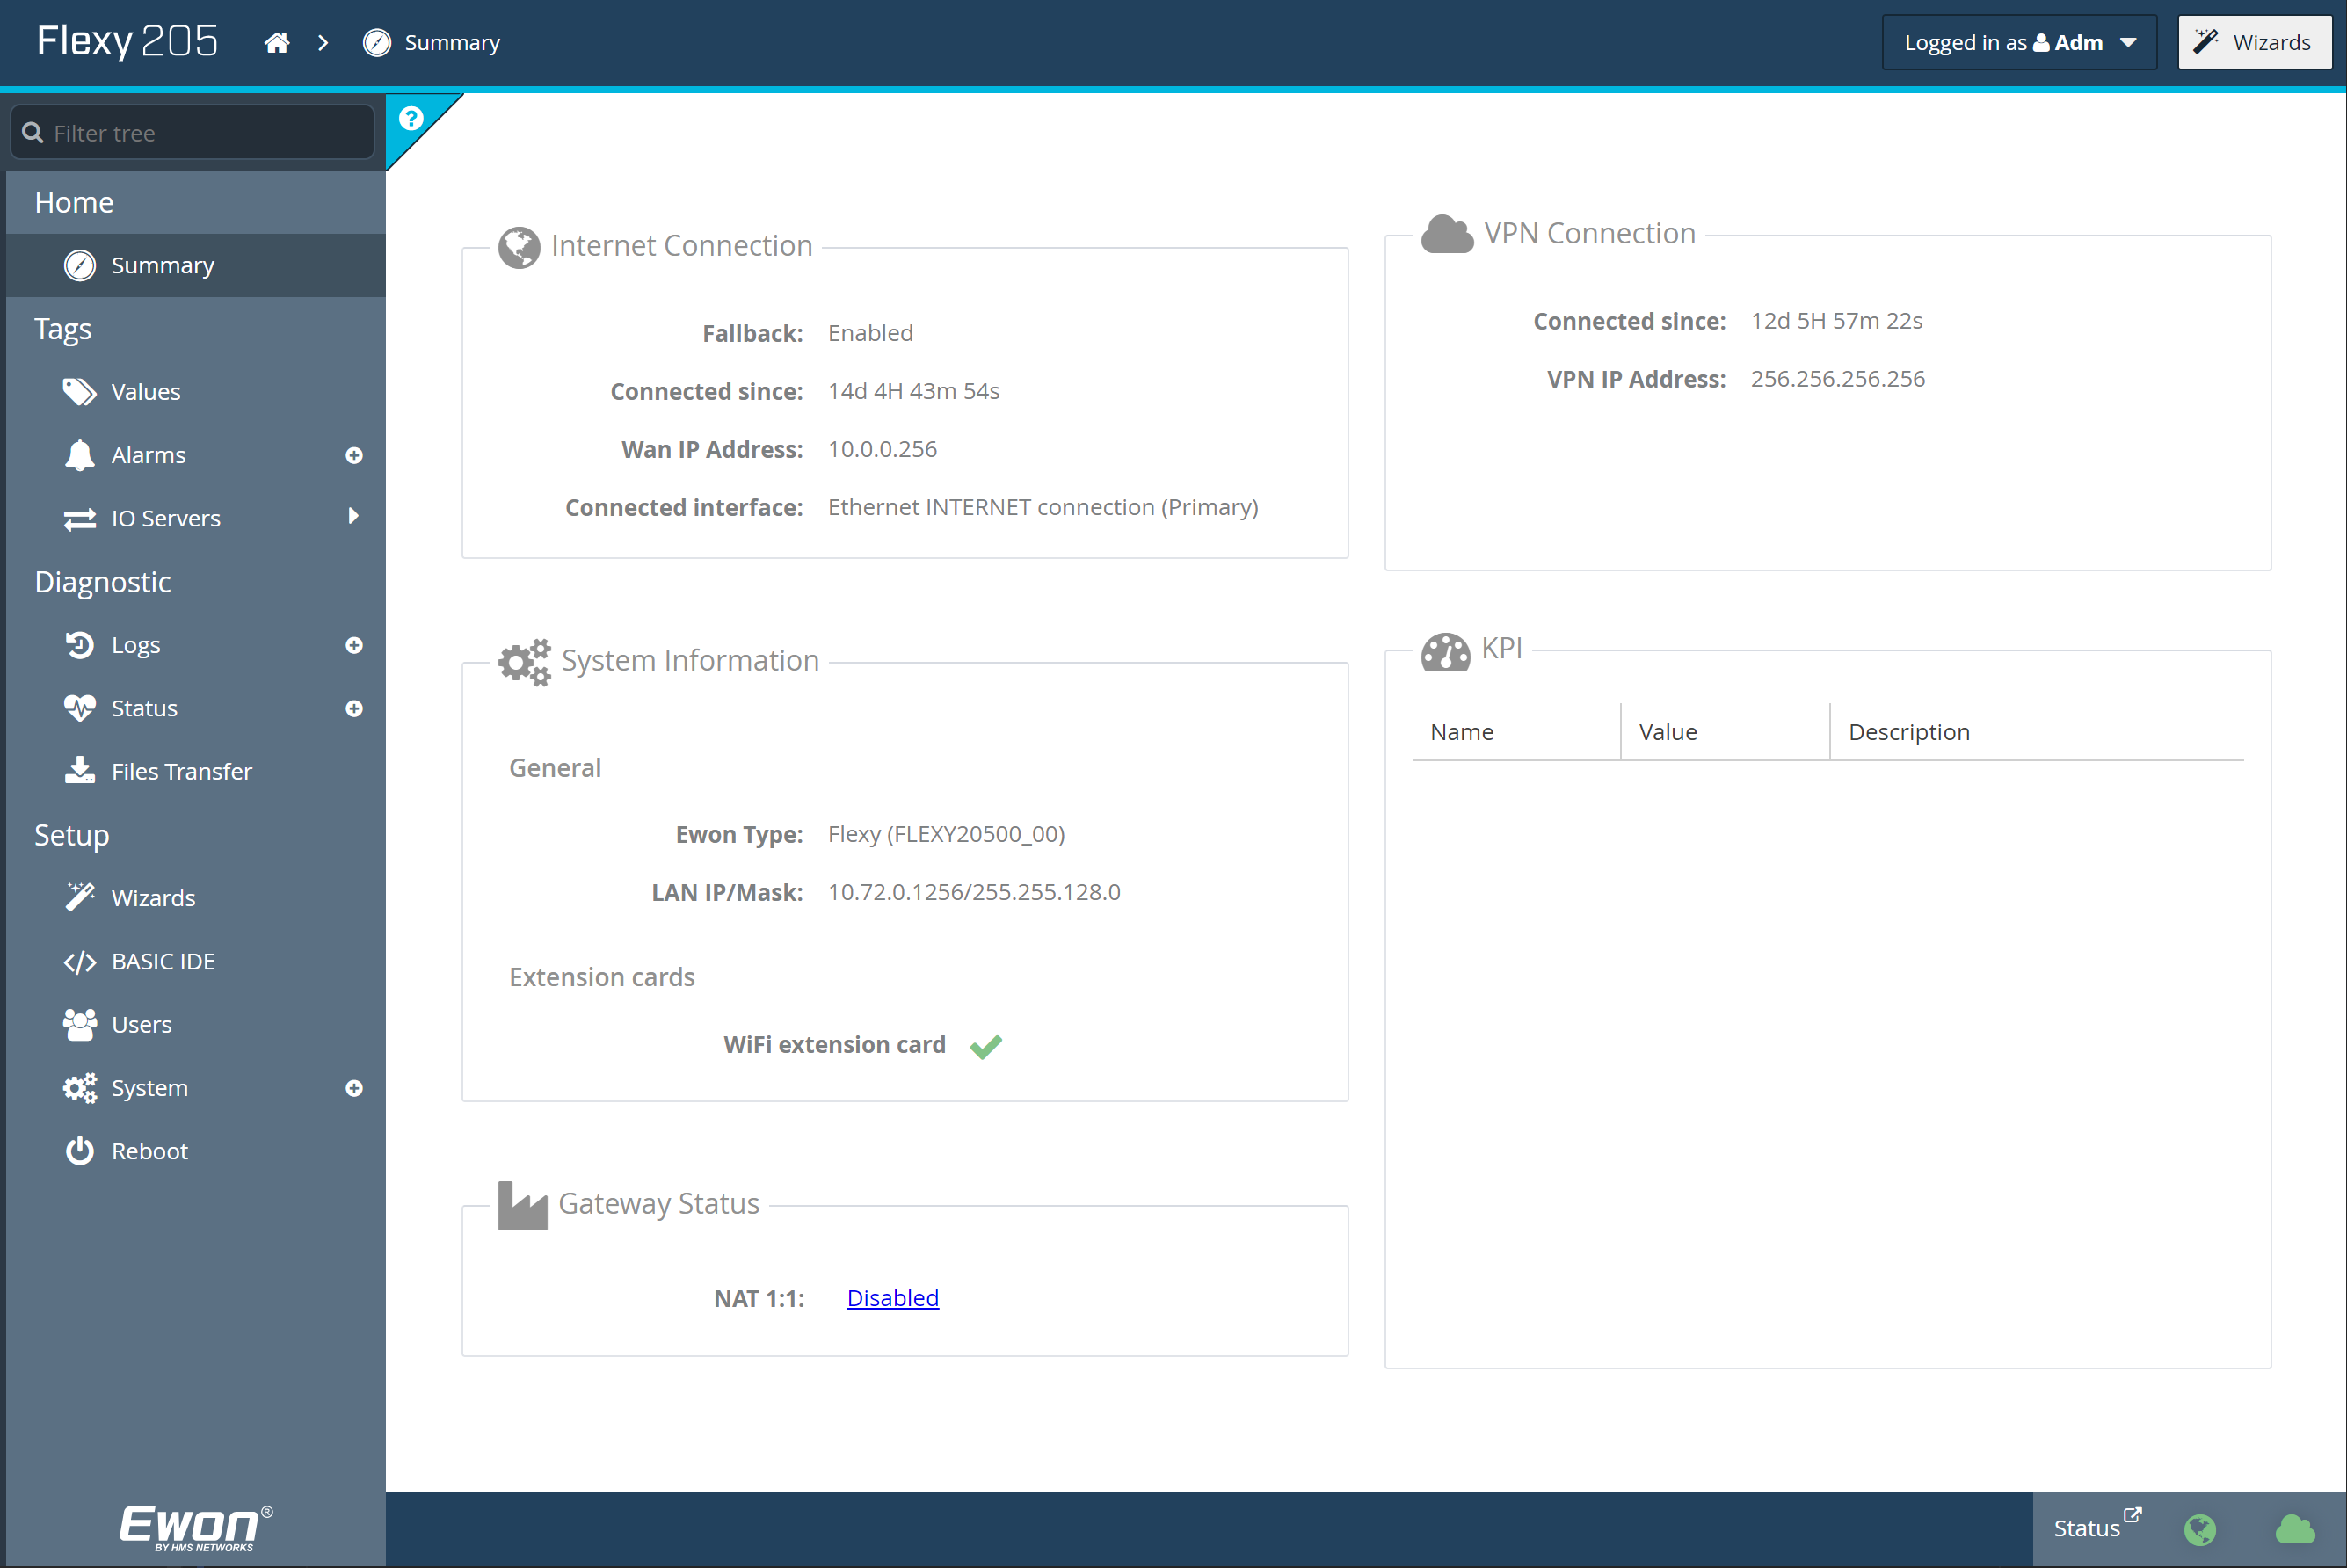 Flexy 205
Summary
Logged in as Adm
Wizards
Filter tree
Home
Summary
Tags
Values
Alarms
IO Servers
Diagnostic
Logs
Status
Files Transfer
Setup
Wizards
BASIC IDE
Users
System
Reboot
Ewon®
BY HMS NETWORKS
Internet Connection
Fallback: Enabled
Connected since: 14d 4H 43m 54s
Wan IP Address: 10.0.0.256
Connected interface: Ethernet INTERNET connection (Primary)
VPN Connection
Connected since: 12d 5H 57m 22s
VPN IP Address: 256.256.256.256
System Information
General
Ewon Type: Flexy (FLEXY20500_00)
LAN IP/Mask: 10.72.0.1256/255.255.128.0
Extension cards
WiFi extension card
KPI
Name Value Description
Gateway Status
NAT 1:1: Disabled
Status